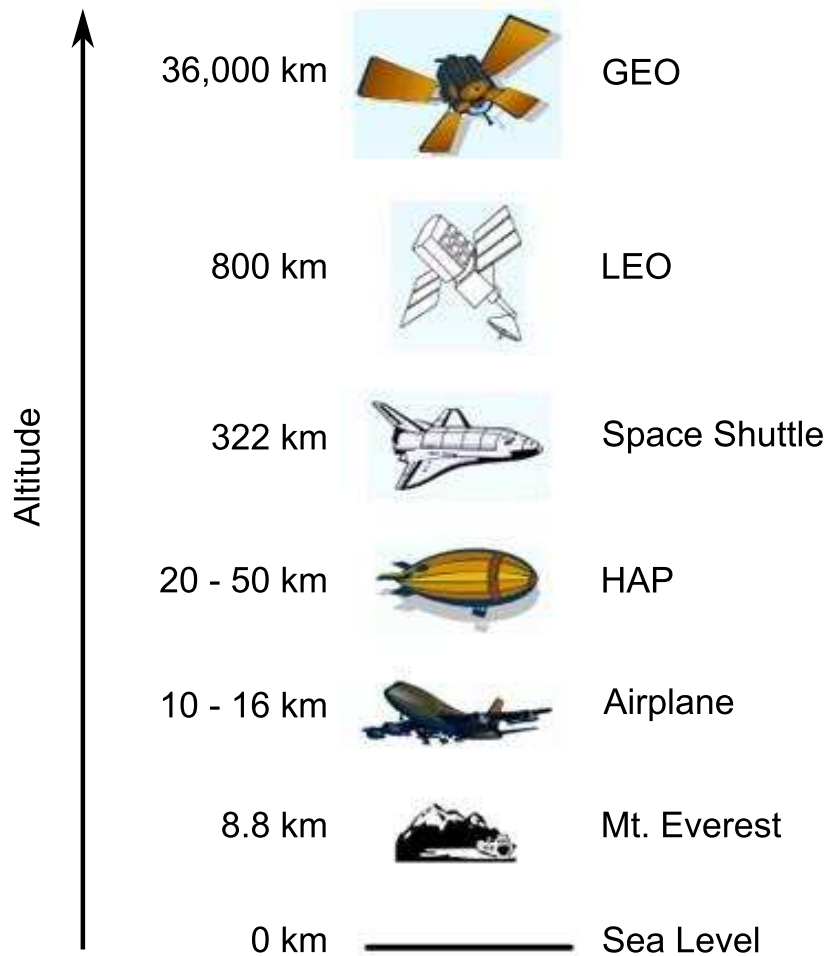 36,000 km GEO
800 km LEO
322 km Space Shuttle
Altitude
20 - 50 km HAP
10 - 16 km Airplane
8.8 km Mt. Everest
0 km Sea Level